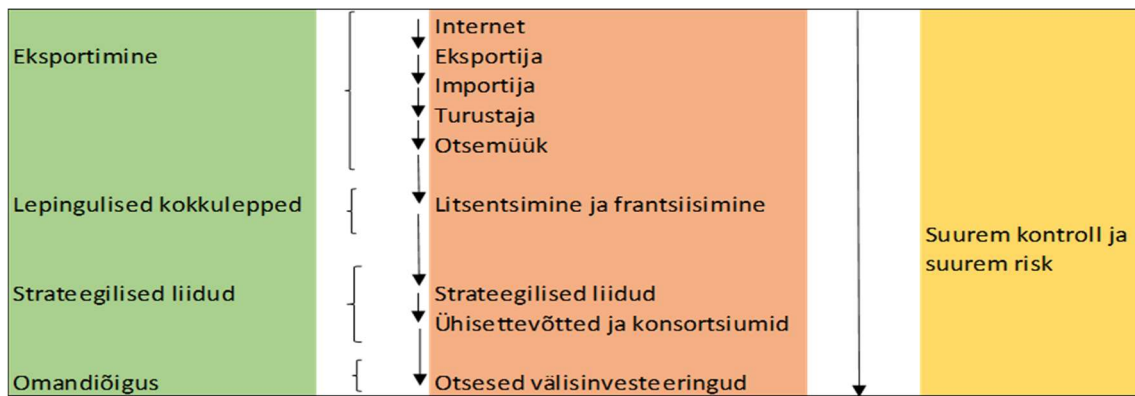 Eksportimine
Internet
Eksportija
Importija
Turustaja
Otsemüük
Lepingulised kokkulepped
Litsentsimine ja frantsiisimine
Strateegilised liidud
Strateegilised liidud
Ühisettevõtted ja konsortsiumid
Omandiõigus
Otsesed välisinvesteeringud
Suurem kontroll ja
suurem risk